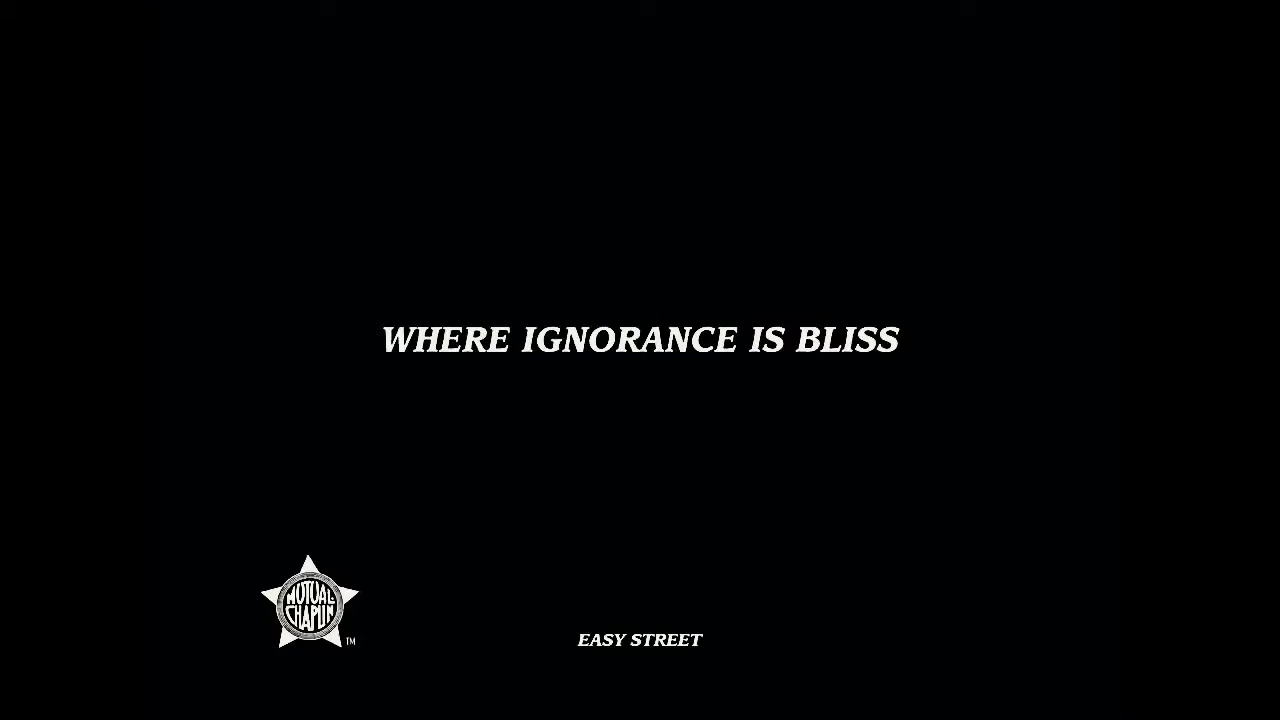 WHERE IGNORANCE IS BLISS
MUTUAL
CHAPLIN
TM
EASY STREET